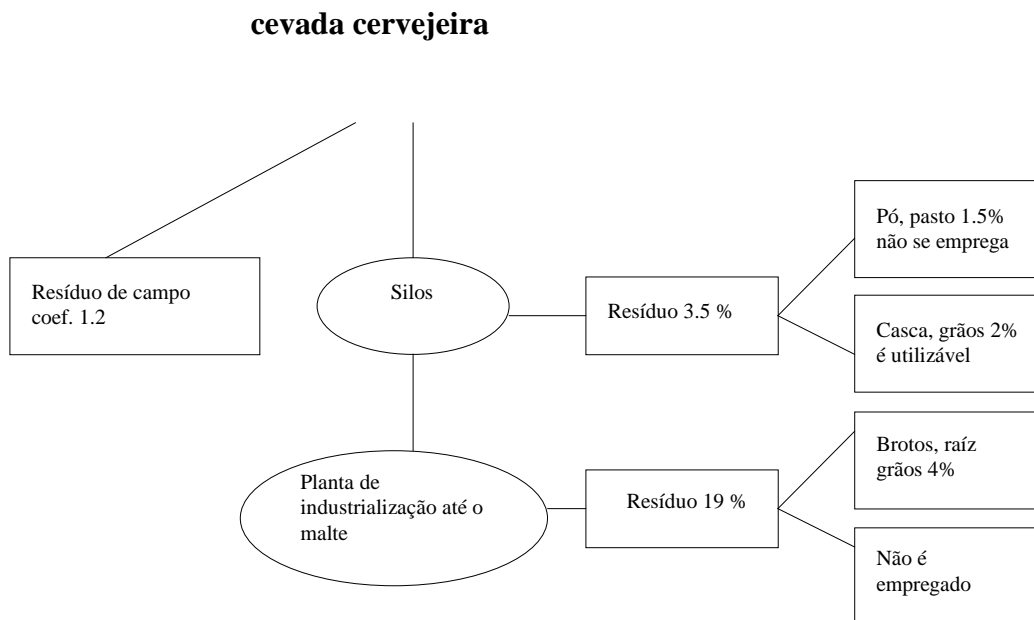 cevada cervejeira
Resíduo de campo
coef. 1.2
Silos
Resíduo 3.5 %
Pó, pasto 1.5%
não se emprega
Casca, grãos 2%
é utilizável
Planta de
industrialização até o
malte
Resíduo 19 %
Brotos, raíz
grãos 4%
Não é
empregado